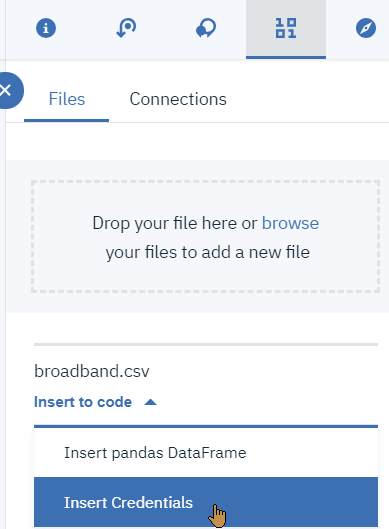 Files
Connections
Drop your file here or browse
your files to add a new file
broadband.csv
Insert to code
Insert pandas DataFrame
Insert Credentials